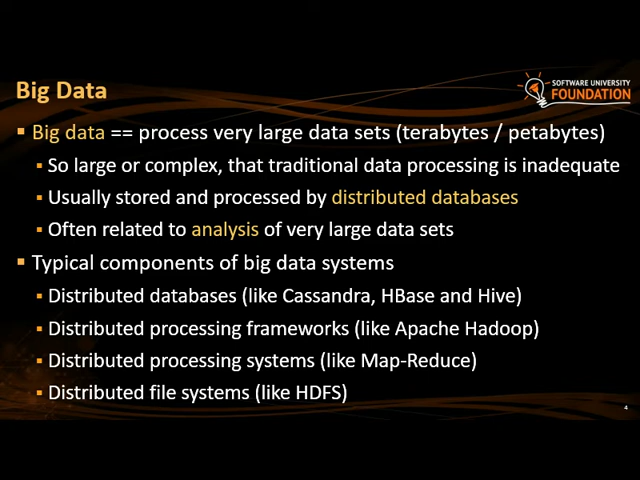 Big Data
SOFTWARE UNIVERSITY
FOUNDATION
Big data == process very large data sets (terabytes / petabytes)
So large or complex, that traditional data processing is inadequate
Usually stored and processed by distributed databases
Often related to analysis of very large data sets
Typical components of big data systems
Distributed databases (like Cassandra, HBase and Hive)
Distributed processing frameworks (like Apache Hadoop)
Distributed processing systems (like Map-Reduce)
Distributed file systems (like HDFS)
4